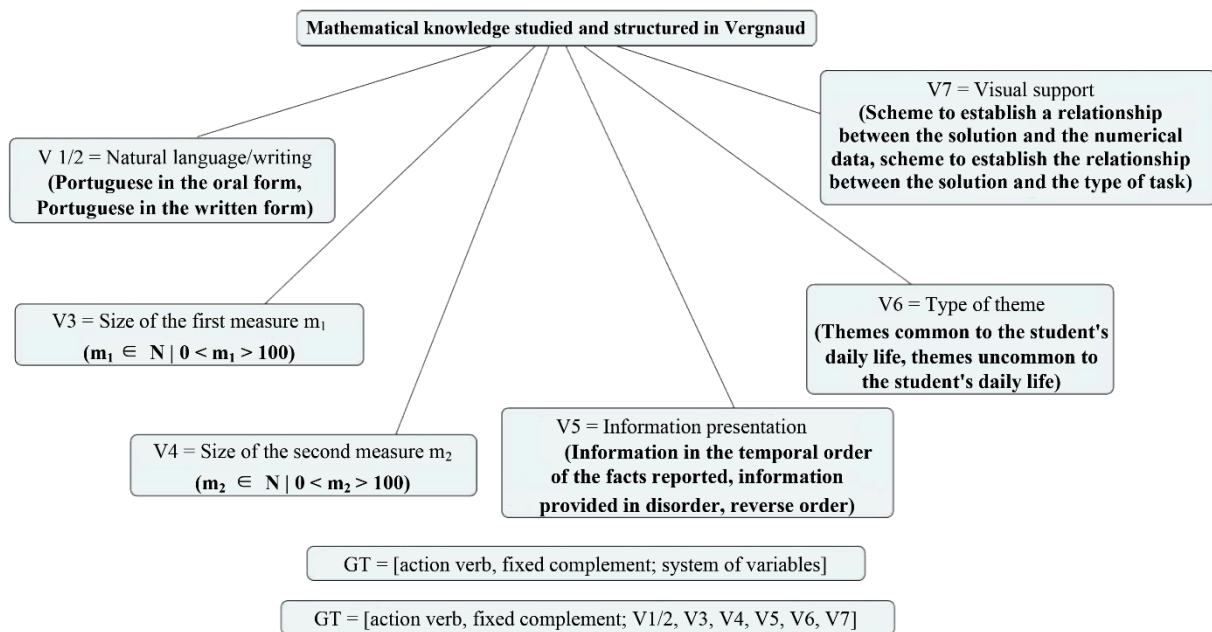 Mathematical knowledge studied and structured in Vergnaud
V7 = Visual support
(Scheme to establish a relationship
between the solution and the numerical
data, scheme to establish the relationship
between the solution and the type of task)
V 1/2 = Natural language/writing
(Portuguese in the oral form,
Portuguese in the written form)
V3 = Size of the first measure m₁
(m₁ ∈ N | 0 < m₁ > 100)
V6 = Type of theme
(Themes common to the student's
daily life, themes uncommon to
the student's daily life)
V4 = Size of the second measure m₂
(m₂ ∈ N | 0 < m₂ > 100)
V5 = Information presentation
(Information in the temporal order
of the facts reported, information
provided in disorder, reverse order)
GT = [action verb, fixed complement; system of variables]
GT = [action verb, fixed complement; V1/2, V3, V4, V5, V6, V7]